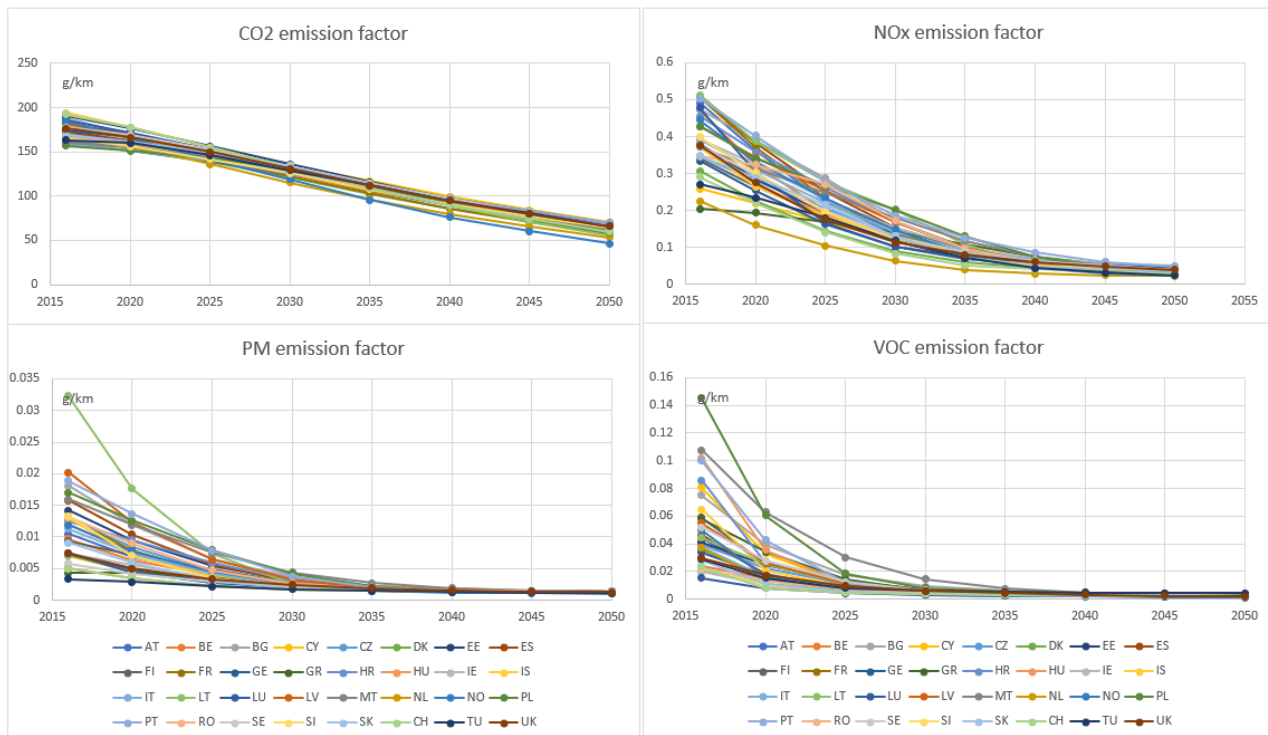 CO2 emission factor
g/km
250
200
150
100
50
0
2015 2020 2025 2030 2035 2040 2045 2050
NOx emission factor
g/km
0.6
0.5
0.4
0.3
0.2
0.1
0
2015 2020 2025 2030 2035 2040 2045 2050 2055
PM emission factor
g/km
0.035
0.03
0.025
0.02
0.015
0.01
0.005
0
2015 2020 2025 2030 2035 2040 2045 2050
AT BE BG CY CZ DK EE ES
FI FR GE GR HR HU IE IS
IT LT LU LV MT NL NO PL
PT RO SE SI SK CH TU UK
VOC emission factor
g/km
0.16
0.14
0.12
0.1
0.08
0.06
0.04
0.02
0
2015 2020 2025 2030 2035 2040 2045 2050
AT BE BG CY CZ DK EE ES
FI FR GE GR HR HU IE IS
IT LT LU LV MT NL NO PL
PT RO SE SI SK CH TU UK